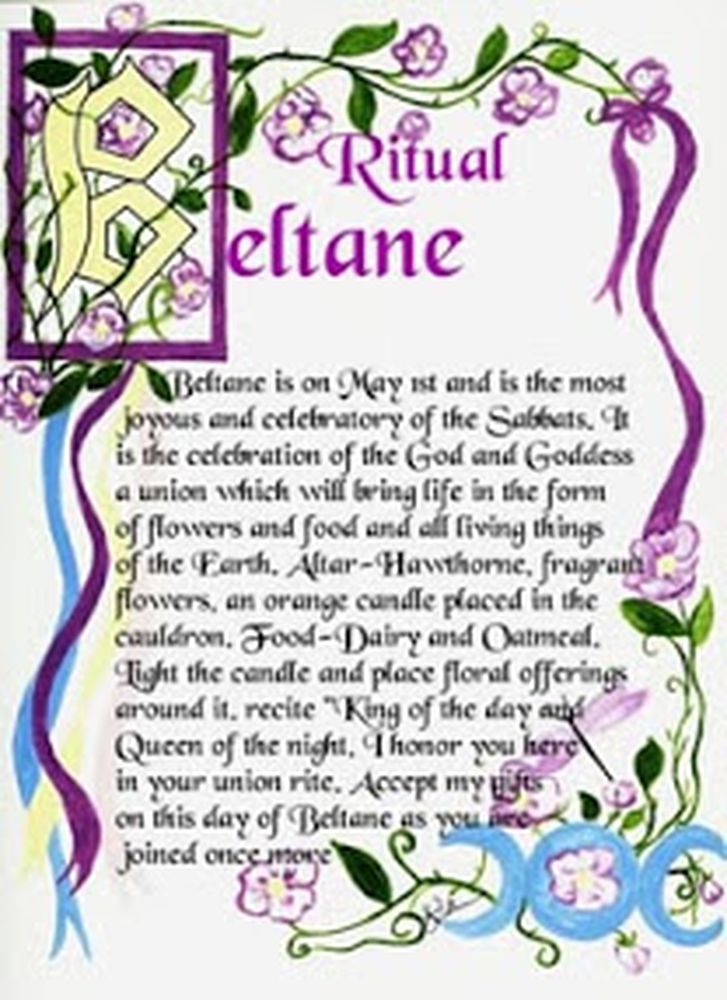 Ritual
Beltane
Beltane is on May 1st and is the most
joyous and celebratory of the Sabbats. It
is the celebration of the God and Goddess
a union which will bring life in the form
of flowers and food and all living things
of the Earth. Altar-Hawthorne, fragrant
flowers, an orange candle placed in the
cauldron. Food-Dairy and Oatmeal.
Light the candle and place floral offerings
around it, recite "King of the day and
Queen of the night, I honor you here
in your union rite. Accept my gifts
on this day of Beltane as you are
joined once more